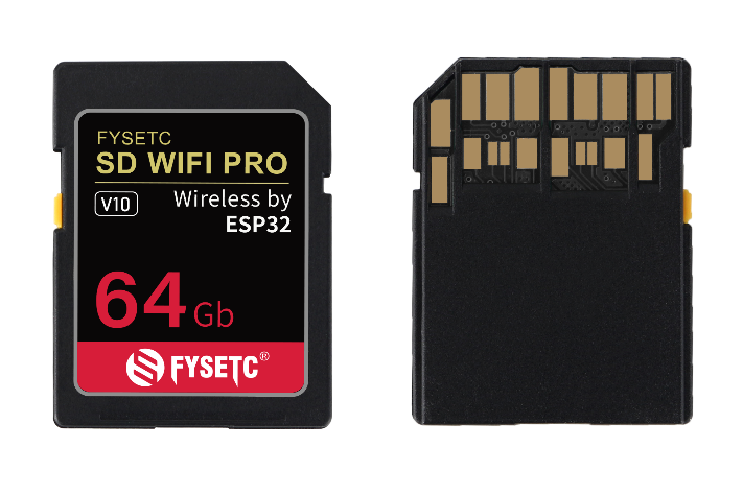 FYSETC
SD WIFI PRO
V10
Wireless by
ESP32
64Gb
FYSETC®